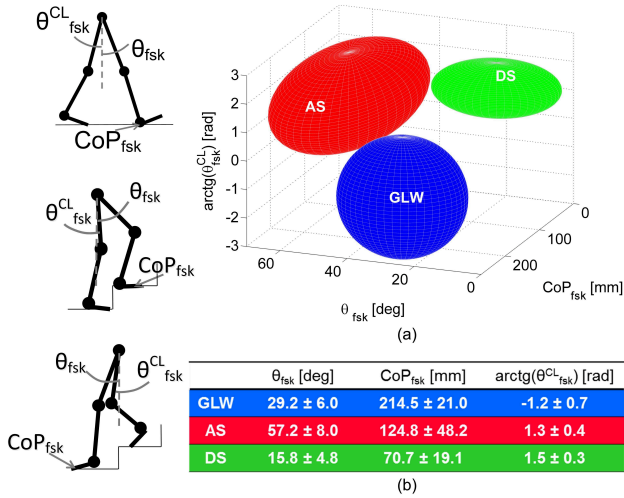 θ^CL_fsk
θ_fsk
CoP_fsk
θ^CL_fsk
θ_fsk
CoP_fsk
θ_fsk
θ^CL_fsk
CoP_fsk
arctg(θ^CL_fsk) [rad]
3
2
1
0
-1
-2
-3
AS
DS
GLW
60
40
20
0
θ_fsk [deg]
200
100
0
CoP_fsk [mm]
(a)
θ_fsk [deg] CoP_fsk [mm] arctg(θ^CL_fsk) [rad]
GLW 29.2 ± 6.0 214.5 ± 21.0 -1.2 ± 0.7
AS 57.2 ± 8.0 124.8 ± 48.2 1.3 ± 0.4
DS 15.8 ± 4.8 70.7 ± 19.1 1.5 ± 0.3
(b)